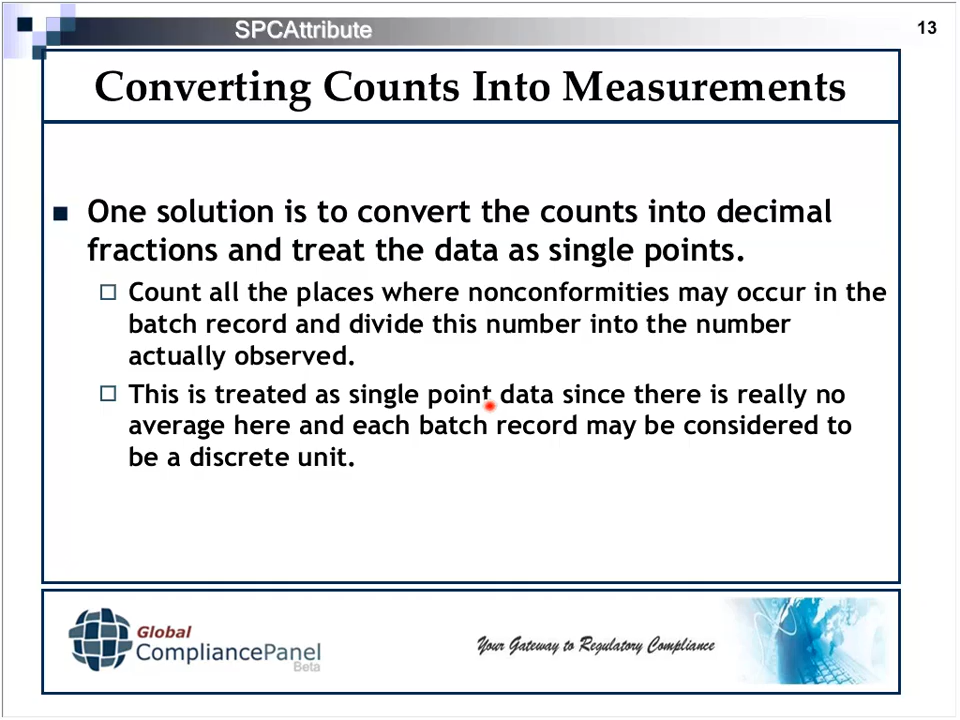 SPCAttribute
13
Converting Counts Into Measurements
One solution is to convert the counts into decimal
fractions and treat the data as single points.
Count all the places where nonconformities may occur in the
batch record and divide this number into the number
actually observed.
This is treated as single point data since there is really no
average here and each batch record may be considered to
be a discrete unit.
Global
CompliancePanel
Beta
Your Gateway to Regulatory Compliance